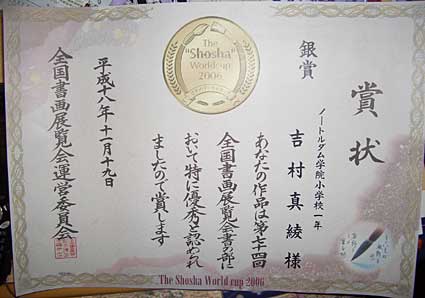 賞状
銀賞
ノートルダム学院小学校一年
吉村真綾様
あなたの作品は第二十四回
全国書画展覧会書の部に
おいて特に優秀と認められ
ましたので賞します
平成十八年十一月十九日
全国書画展覧会運営委員会
The
"Shosha"
Worldcup
2006
The Shosha World cup 2006